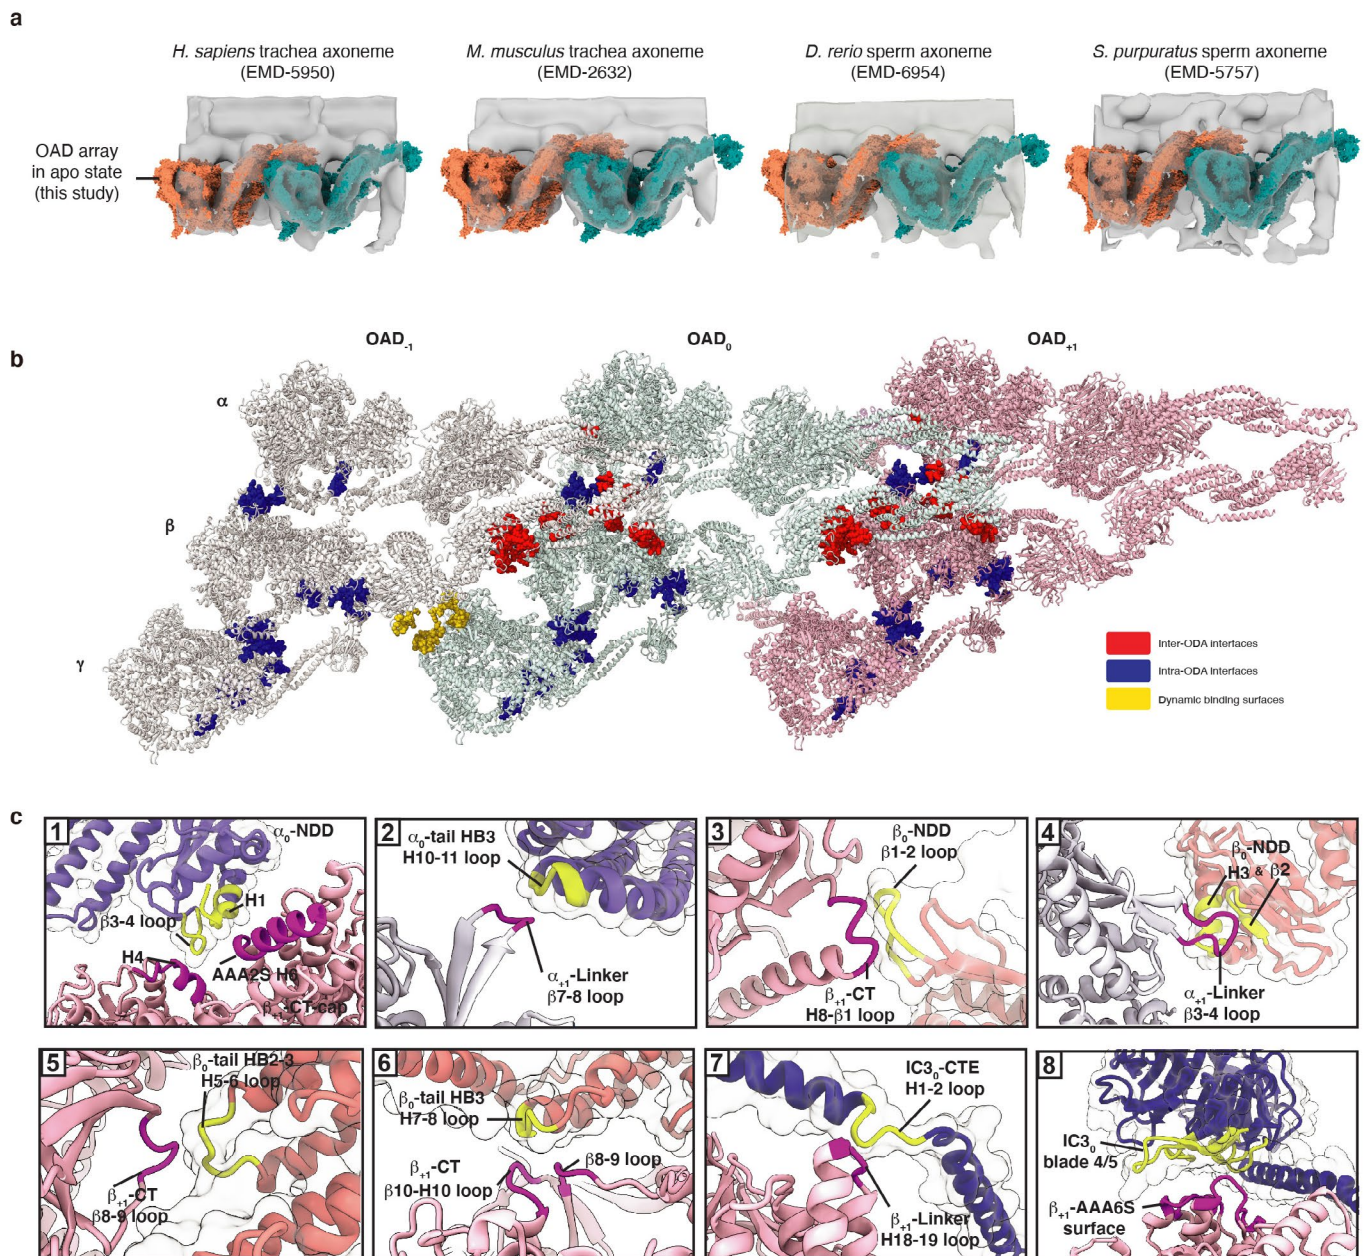 a
H. sapiens trachea axoneme
(EMD-5950)
M. musculus trachea axoneme
(EMD-2632)
D. rerio sperm axoneme
(EMD-6954)
S. purpuratus sperm axoneme
(EMD-5757)
OAD array
in apo state
(this study)
b
OAD-1
OAD0
OAD+1
α
β
γ
Inter-ODA interfaces
Intra-ODA interfaces
Dynamic binding surfaces
c
1
α0-NDD
H1
β3-4 loop
H4
AAA2S H6
β+1-CT-cap
2
α0-tail HB3
H10-11 loop
α+1-Linker
β7-8 loop
3
β0-NDD
β1-2 loop
β+1-CT
H8-β1 loop
4
β0-NDD
H3 & β2
α+1-Linker
β3-4 loop
5
β0-tail HB2-3
H5-6 loop
β+1-CT
β8-9 loop
6
β0-tail HB3
H7-8 loop
β8-9 loop
β+1-CT
β10-H10 loop
7
IC30-CTE
H1-2 loop
β+1-Linker
H18-19 loop
8
IC30
blade 4/5
β+1-AAA6S
surface